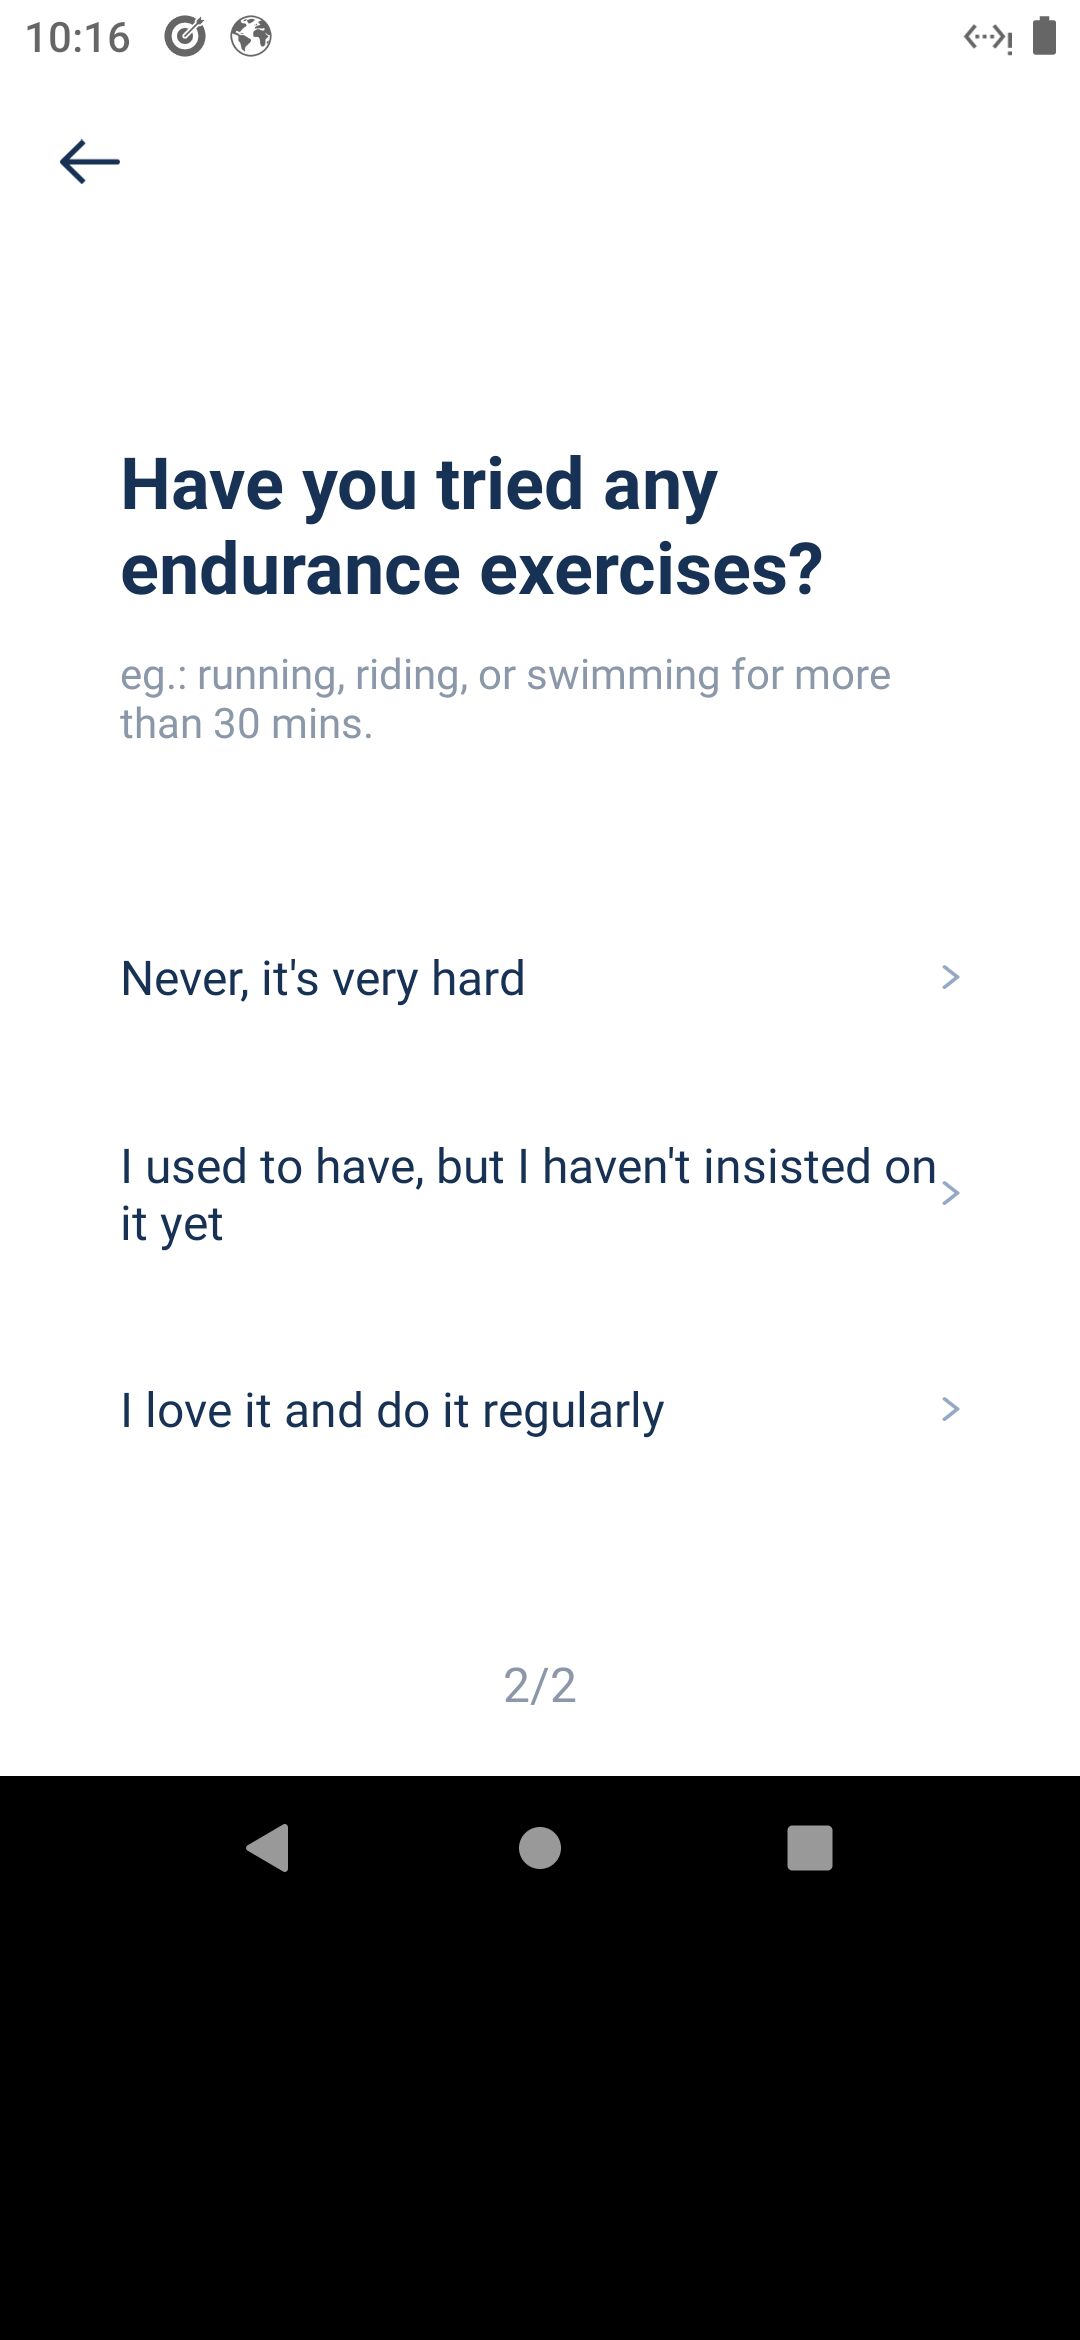 10:16
Have you tried any
endurance exercises?
eg.: running, riding, or swimming for more
than 30 mins.
Never, it's very hard
I used to have, but I haven't insisted on
it yet
I love it and do it regularly
2/2